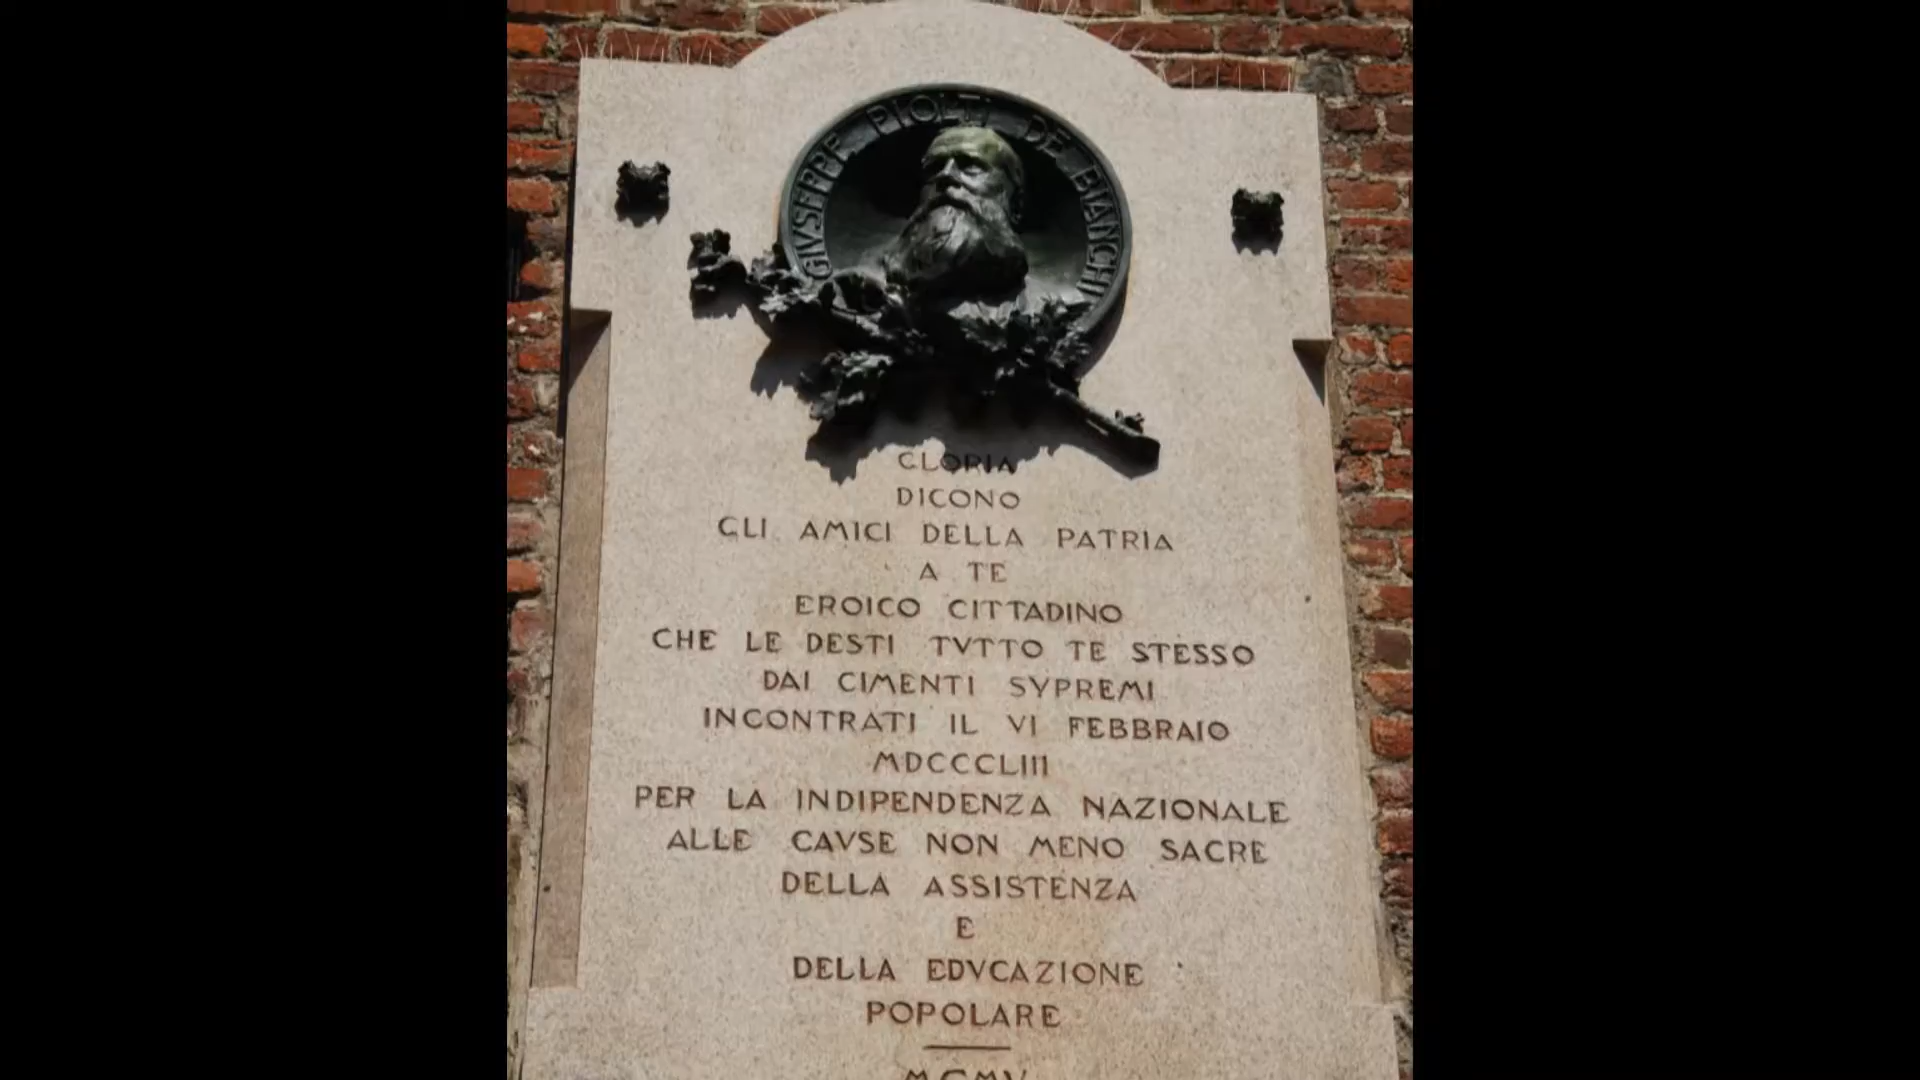 GIVSEPPE PIOLTI DE BIANCHI
GLORIA
DICONO
GLI AMICI DELLA PATRIA
A TE
EROICO CITTADINO
CHE LE DESTI TVTTO TE STESSO
DAI CIMENTI SVPREMI
INCONTRATI IL VI FEBBRAIO
MDCCCLIII
PER LA INDIPENDENZA NAZIONALE
ALLE CAVSE NON MENO SACRE
DELLA ASSISTENZA
E
DELLA EDVCAZIONE
POPOLARE
MCMV